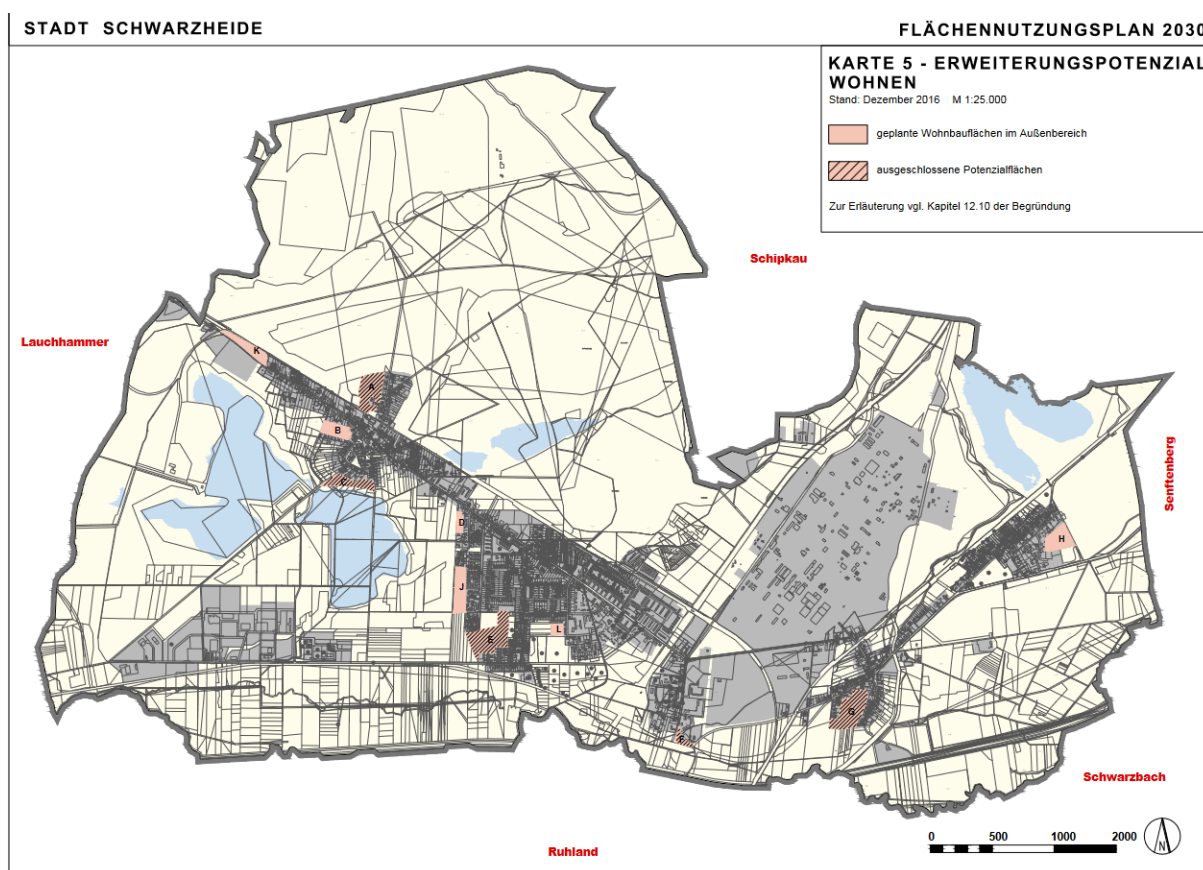 STADT SCHWARZHEIDE
FLÄCHENNUTZUNGSPLAN 2030
KARTE 5 - ERWEITERUNGSPOTENZIAL
WOHNEN
Stand: Dezember 2016 M 1:25.000
geplante Wohnbauflächen im Außenbereich
ausgeschlossene Potenzialflächen
Zur Erläuterung vgl. Kapitel 12.10 der Begründung
Schipkau
Lauchhammer
K
A
B
Senftenberg
C
D
H
J
L
E
G
F
Schwarzbach
0 500 1000 2000
N
Ruhland